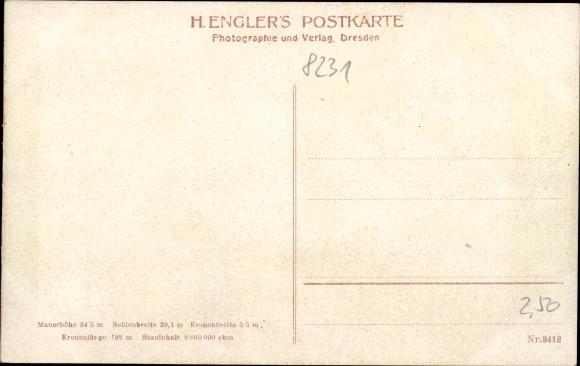 H. ENGLER'S POSTKARTE
Photographie und Verlag, Dresden
8231
2,50
Mauerhöhe 34 5 m Sohlenbreite 30,1 m Kronenbreite 5 5 m,
Kronenlänge m Stauinhalt 8 800 000 cbm
Nr. 3412